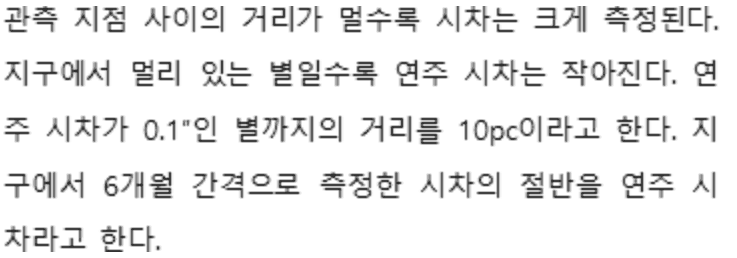 관측 지점 사이의 거리가 멀수록 시차는 크게 측정된다.
지구에서 멀리 있는 별일수록 연주 시차는 작아진다. 연
주 시차가 0.1"인 별까지의 거리를 10pc이라고 한다. 지
구에서 6개월 간격으로 측정한 시차의 절반을 연주 시
차라고 한다.